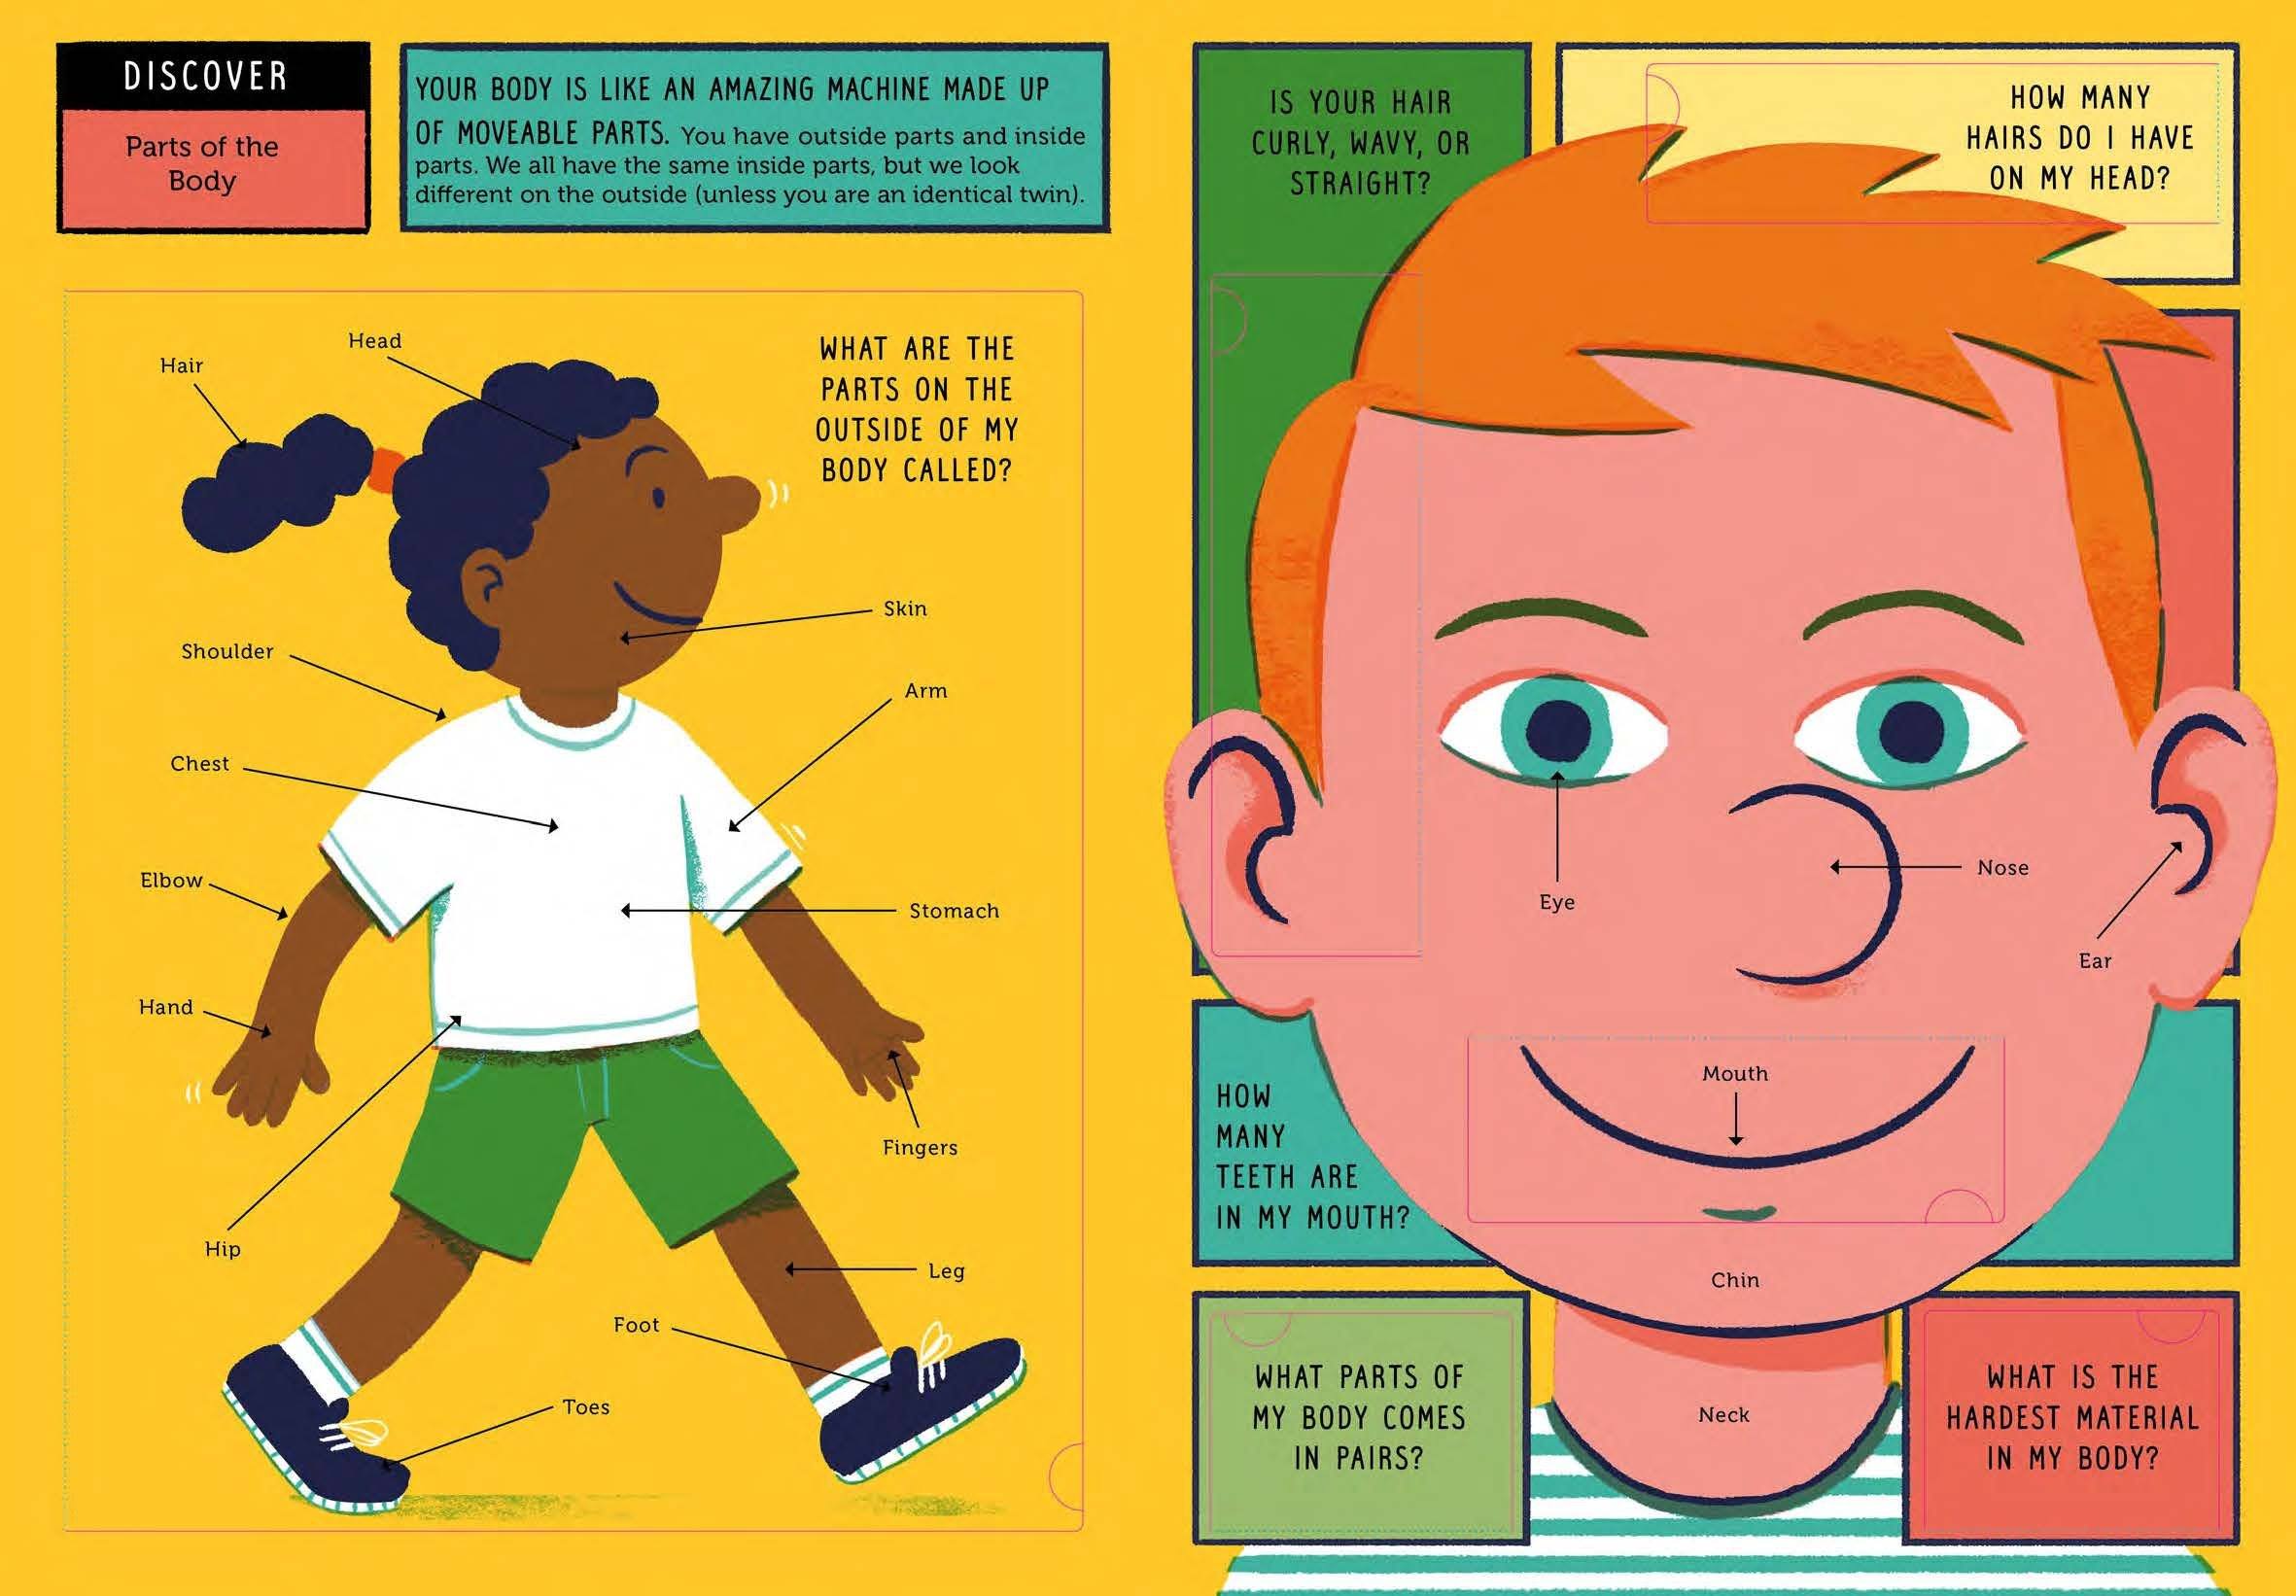 DISCOVER
Parts of the
Body
YOUR BODY IS LIKE AN AMAZING MACHINE MADE UP
OF MOVEABLE PARTS. You have outside parts and inside
parts. We all have the same inside parts, but we look
different on the outside (unless you are an identical twin).
WHAT ARE THE
PARTS ON THE
OUTSIDE OF MY
BODY CALLED?
Head
Hair
Skin
Shoulder
Arm
Chest
Elbow
Stomach
Hand
Fingers
Hip
Leg
Foot
Toes
IS YOUR HAIR
CURLY, WAVY, OR
STRAIGHT?
HOW MANY
HAIRS DO I HAVE
ON MY HEAD?
Eye
Nose
Ear
Mouth
HOW
MANY
TEETH ARE
IN MY MOUTH?
Chin
Neck
WHAT PARTS OF
MY BODY COMES
IN PAIRS?
WHAT IS THE
HARDEST MATERIAL
IN MY BODY?